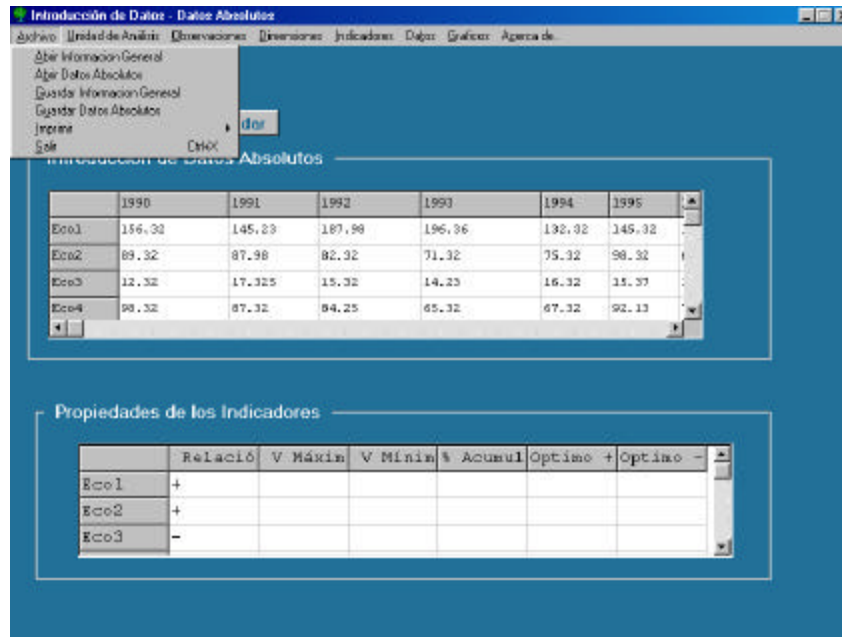 Introducción de Datos - Datos Absolutos
Archivo Unidad de Análisis Observaciones Dimensiones Indicadores Datos Graficos Acerca de..
Abrir Informacion General
Abrir Datos Absolutos
Guardar Informacion General
Guardar Datos Absolutos
Imprimir
Salir Ctrl+X
Introducción de Datos Absolutos
1990 1991 1992 1993 1994 1995
Eco1 156.32 145.23 187.98 196.36 132.32 145.32
Eco2 89.32 87.98 82.32 71.32 75.32 98.32
Eco3 12.32 17.325 15.32 14.23 16.32 15.37
Eco4 98.32 87.32 84.25 65.32 67.32 92.13
Propiedades de los Indicadores
Relació V Máxim V Mínim % Acumul Optimo + Optimo -
Eco1 +
Eco2 +
Eco3 -